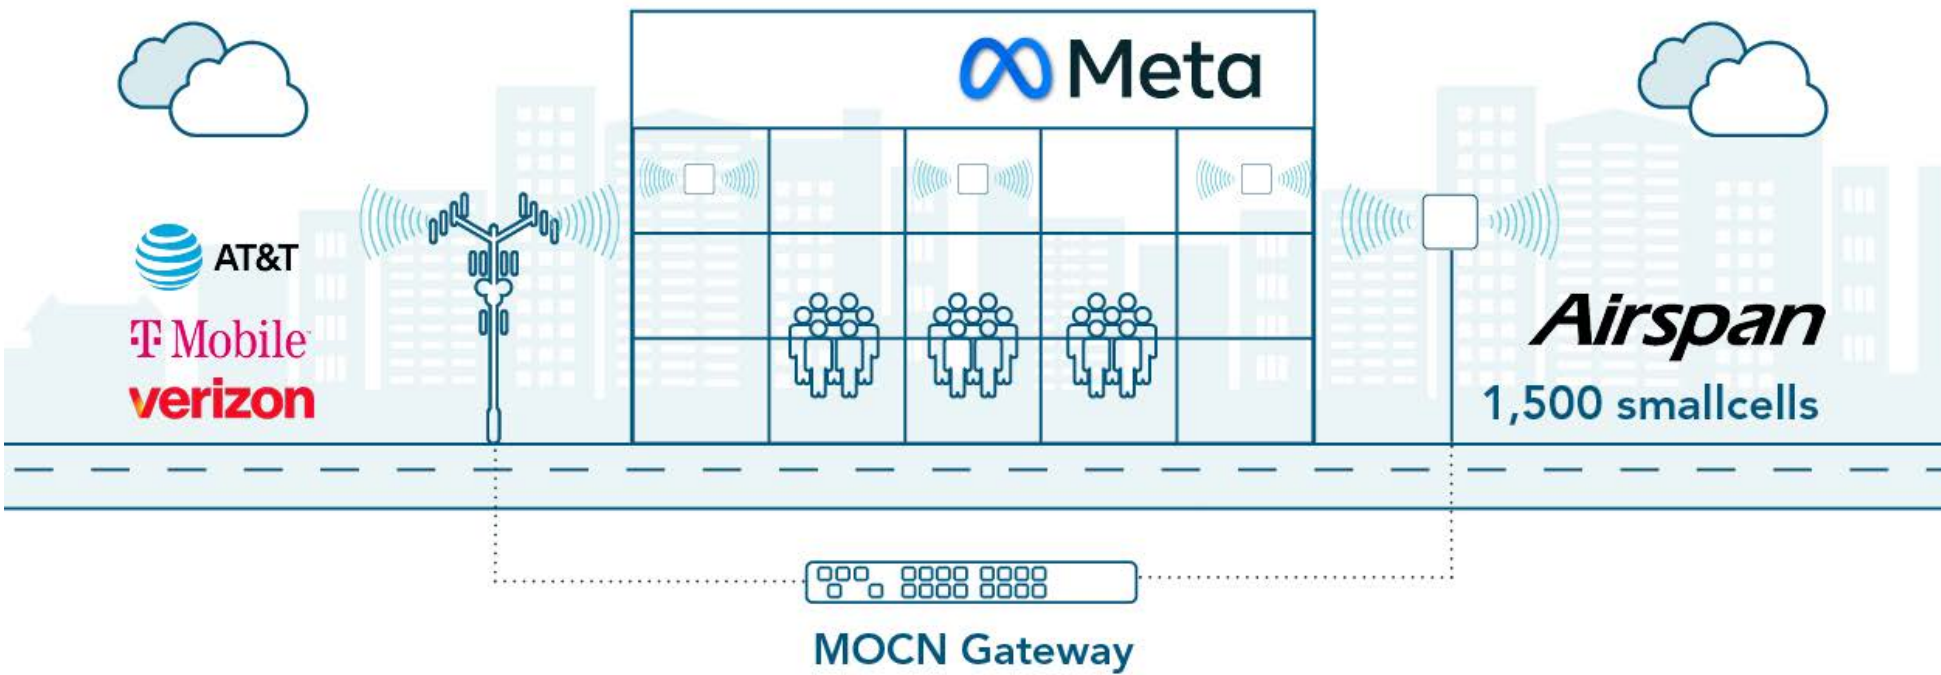 Meta
AT&T
T Mobile
verizon
Airspan
1,500 smallcells
MOCN Gateway